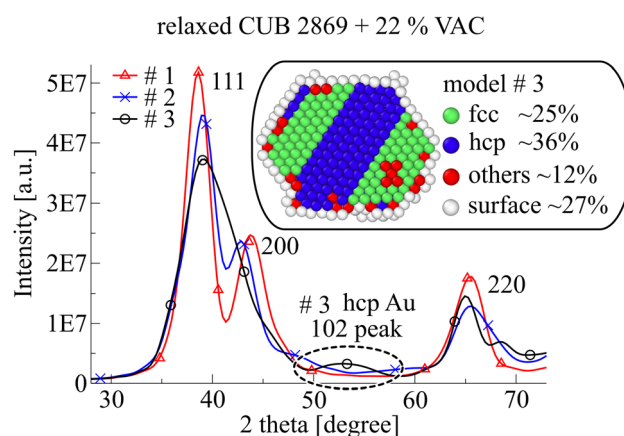 relaxed CUB 2869 + 22 % VAC
# 1
# 2
# 3
111
200
220
model # 3
fcc ~25%
hcp ~36%
others ~12%
surface ~27%
# 3 hcp Au
102 peak
Intensity [a.u.]
5E7
4E7
3E7
2E7
1E7
0
30 40 50 60 70
2 theta [degree]